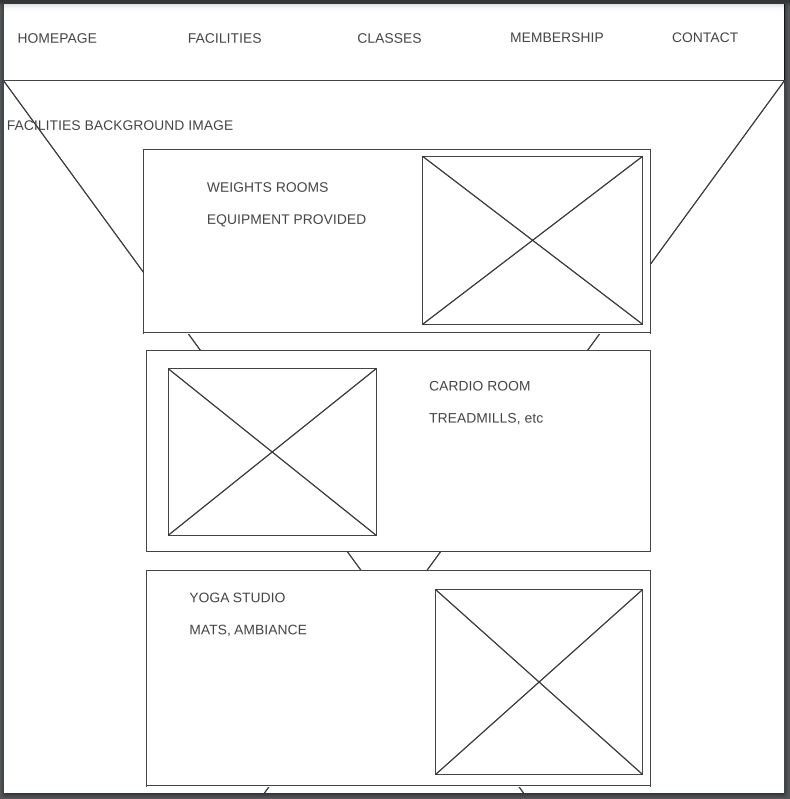 HOMEPAGE FACILITIES CLASSES MEMBERSHIP CONTACT
FACILITIES BACKGROUND IMAGE
WEIGHTS ROOMS
EQUIPMENT PROVIDED
CARDIO ROOM
TREADMILLS, etc
YOGA STUDIO
MATS, AMBIANCE